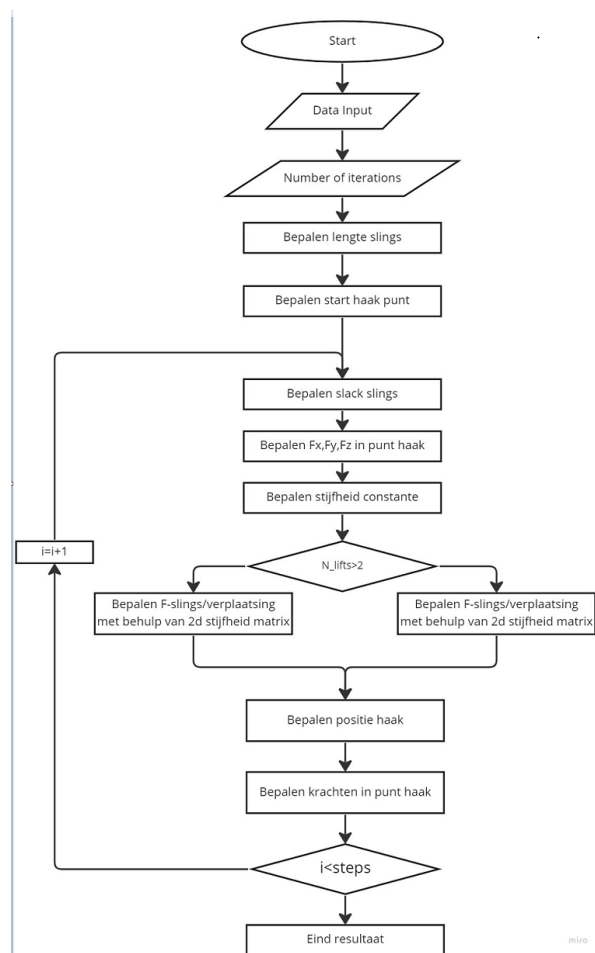 Start
Data Input
Number of iterations
Bepalen lengte slings
Bepalen start haak punt
Bepalen slack slings
Bepalen Fx,Fy,Fz in punt haak
Bepalen stijfheid constante
i=i+1
N_lifts>2
Bepalen F-slings/verplaatsing
met behulp van 2d stijfheid matrix
Bepalen F-slings/verplaatsing
met behulp van 2d stijfheid matrix
Bepalen positie haak
Bepalen krachten in punt haak
i<steps
Eind resultaat
miro